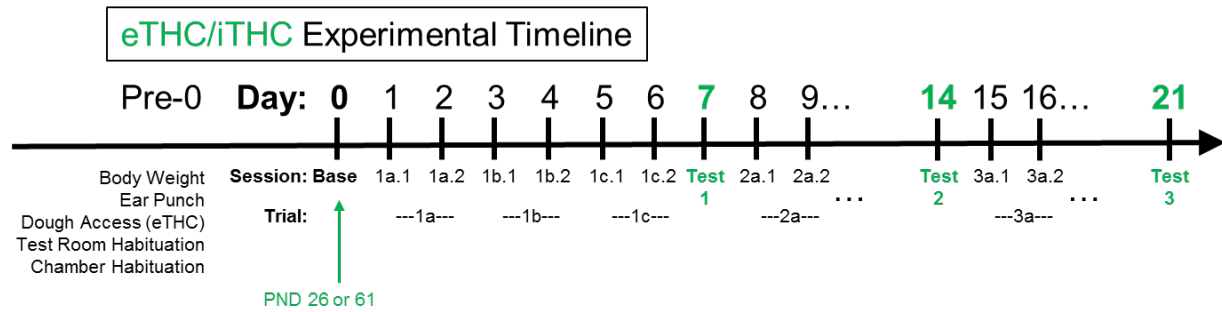 eTHC/iTHC Experimental Timeline
Pre-0 Day: 0 1 2 3 4 5 6 7 8 9... 14 15 16... 21
Body Weight
Ear Punch
Dough Access (eTHC)
Test Room Habituation
Chamber Habituation
Session: Base 1a.1 1a.2 1b.1 1b.2 1c.1 1c.2 Test 1 2a.1 2a.2 ... Test 2 3a.1 3a.2 ... Test 3
Trial: ---1a--- ---1b--- ---1c--- ---2a--- ---3a---
PND 26 or 61